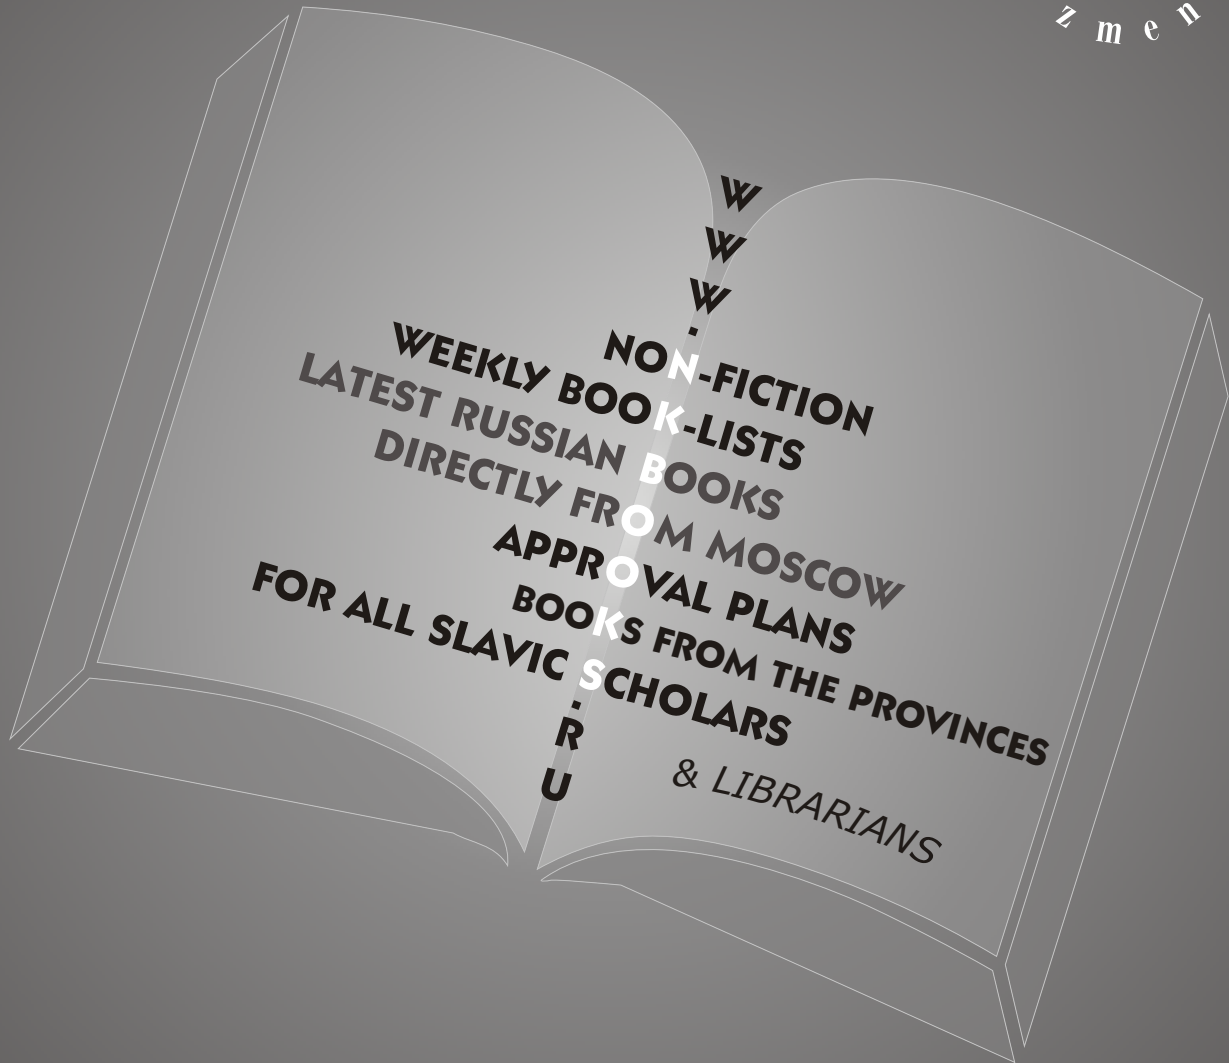 z m e n
W
W
W
.
NON-FICTION
WEEKLY BOOK-LISTS
LATEST RUSSIAN BOOKS
DIRECTLY FROM MOSCOW
APPROVAL PLANS
BOOKS FROM THE PROVINCES
FOR ALL SLAVIC SCHOLARS
.
R
U
& LIBRARIANS